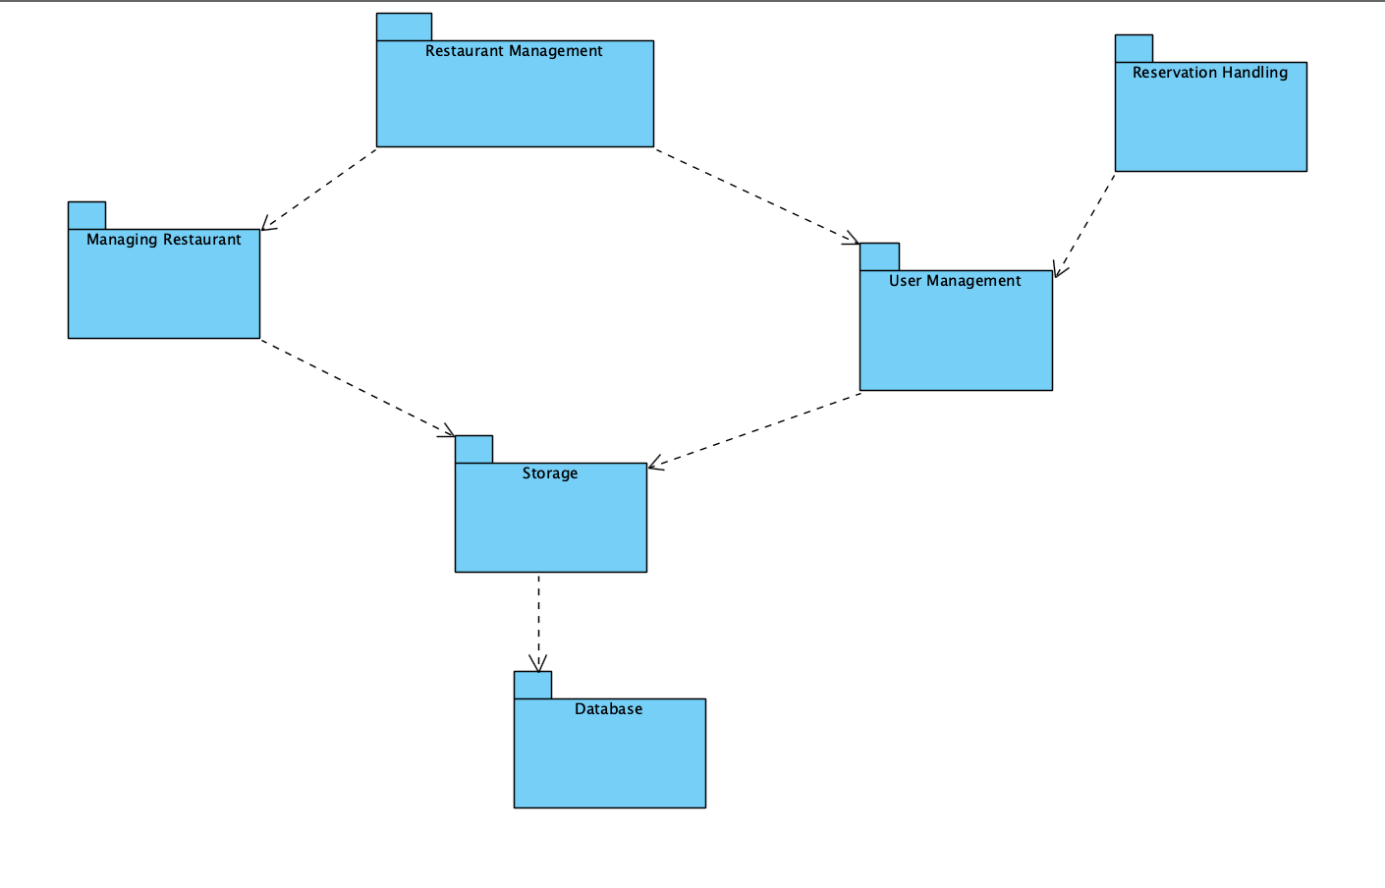 Restaurant Management
Reservation Handling
Managing Restaurant
User Management
Storage
Database